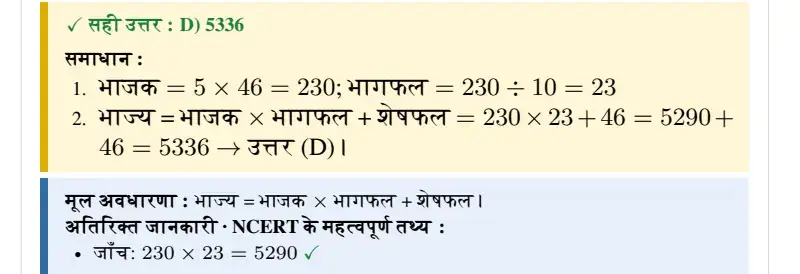 ✓ सही उत्तर : D) 5336
समाधान :
1. भाजक = 5 × 46 = 230; भागफल = 230 ÷ 10 = 23
2. भाज्य = भाजक × भागफल + शेषफल = 230 × 23 + 46 = 5290 +
46 = 5336 → उत्तर (D)।
मूल अवधारणा : भाज्य = भाजक × भागफल + शेषफल।
अतिरिक्त जानकारी · NCERT के महत्वपूर्ण तथ्य :
• जाँच: 230 × 23 = 5290 ✓